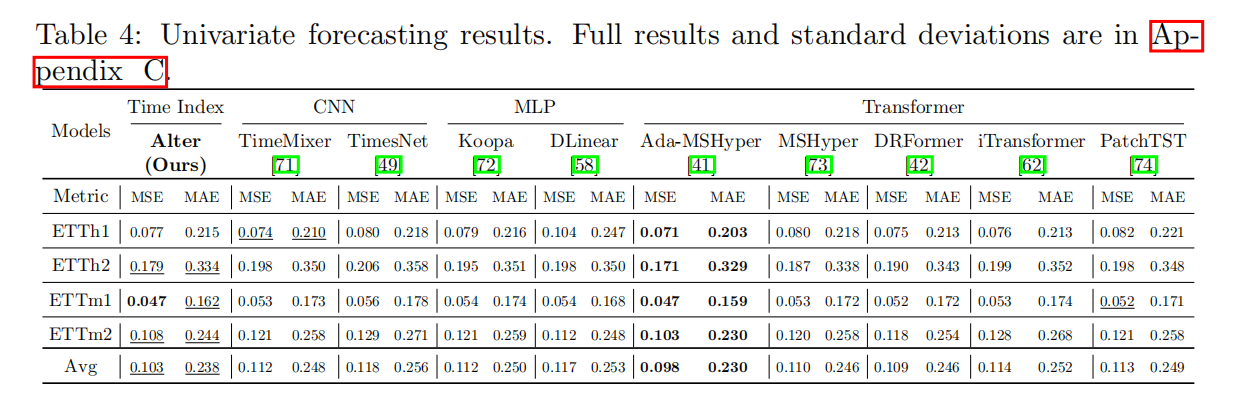 Table 4: Univariate forecasting results. Full results and standard deviations are in Ap-
pendix C.
Models Time Index CNN MLP Transformer
Alter (Ours) TimeMixer [71] TimesNet [49] Koopa [72] DLinear [58] Ada-MSHyper [41] MSHyper [73] DRFormer [42] iTransformer [62] PatchTST [74]
Metric MSE MAE MSE MAE MSE MAE MSE MAE MSE MAE MSE MAE MSE MAE MSE MAE MSE MAE MSE MAE
ETTh1 0.077 0.215 0.074 0.210 0.080 0.218 0.079 0.216 0.104 0.247 0.071 0.203 0.080 0.218 0.075 0.213 0.076 0.213 0.082 0.221
ETTh2 0.179 0.334 0.198 0.350 0.206 0.358 0.195 0.351 0.198 0.350 0.171 0.329 0.187 0.338 0.190 0.343 0.199 0.352 0.198 0.348
ETTm1 0.047 0.162 0.053 0.173 0.056 0.178 0.054 0.174 0.054 0.168 0.047 0.159 0.053 0.172 0.052 0.172 0.053 0.174 0.052 0.171
ETTm2 0.108 0.244 0.121 0.258 0.129 0.271 0.121 0.259 0.112 0.248 0.103 0.230 0.120 0.258 0.118 0.254 0.128 0.268 0.121 0.258
Avg 0.103 0.238 0.112 0.248 0.118 0.256 0.112 0.250 0.117 0.253 0.098 0.230 0.110 0.246 0.109 0.246 0.114 0.252 0.113 0.249